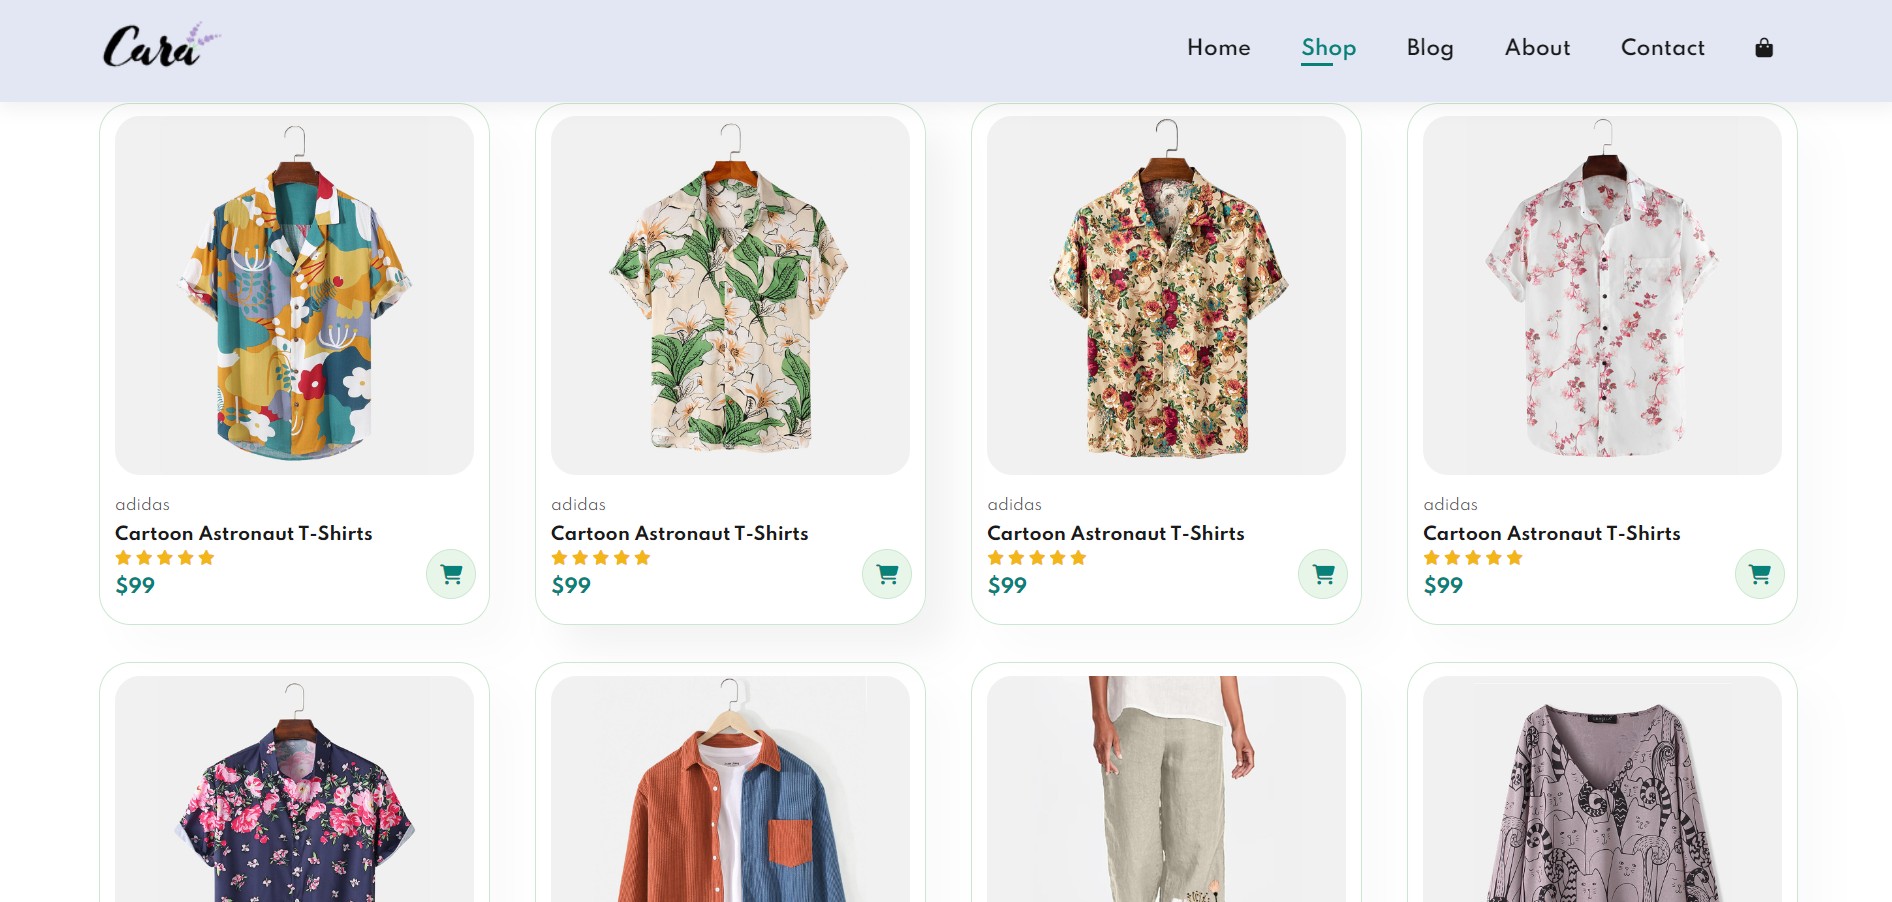 Cara
Home Shop Blog About Contact
adidas adidas adidas adidas
Cartoon Astronaut T-Shirts Cartoon Astronaut T-Shirts Cartoon Astronaut T-Shirts Cartoon Astronaut T-Shirts
$99 $99 $99 $99